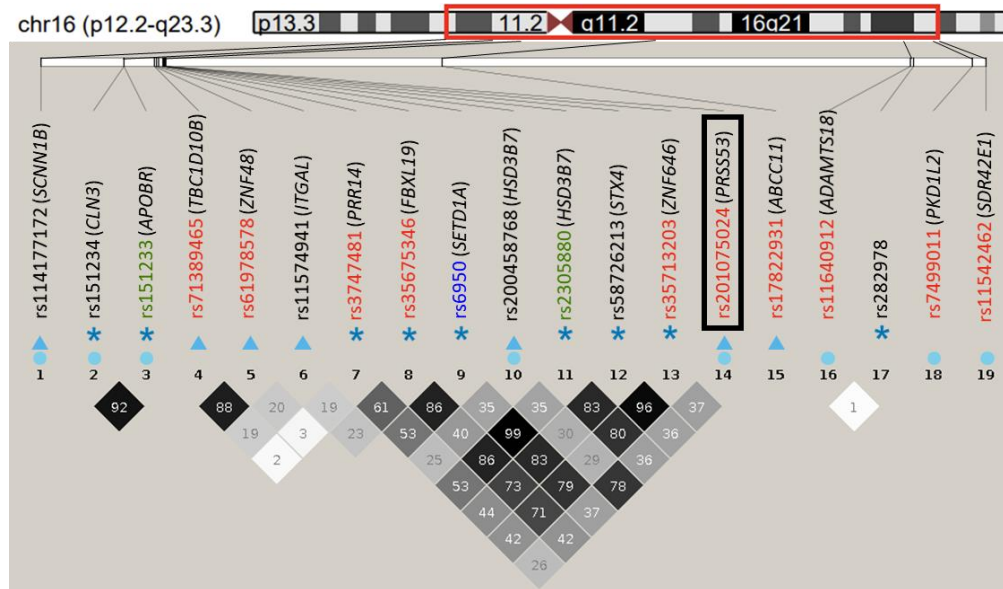 chr16 (p12.2-q23.3)
p13.3 11.2 q11.2 16q21
rs114177172 (SCNN1B)
rs151234 (CLN3)
rs151233 (APOBR)
rs71389465 (TBC1D10B)
rs61978578 (ZNF48)
rs11574941 (ITGAL)
rs3747481 (PRR14)
rs35675346 (FBXL19)
rs6950 (SETD1A)
rs200458768 (HSD3B7)
rs2305880 (HSD3B7)
rs58726213 (STX4)
rs35713203 (ZNF646)
rs201075024 (PRSS53)
rs17822931 (ABCC11)
rs11640912 (ADAMTS18)
rs282978
rs74990011 (PKD1L2)
rs11542462 (SDR42E1)
* * * * * * * * *
1 2 3 4 5 6 7 8 9 10 11 12 13 14 15 16 17 18 19
92 88 20 19 61 86 35 35 83 96 37 1
19 3 23 53 40 99 30 80 36
2 25 86 83 29 36
53 73 79 78
44 71 37
42 42
26